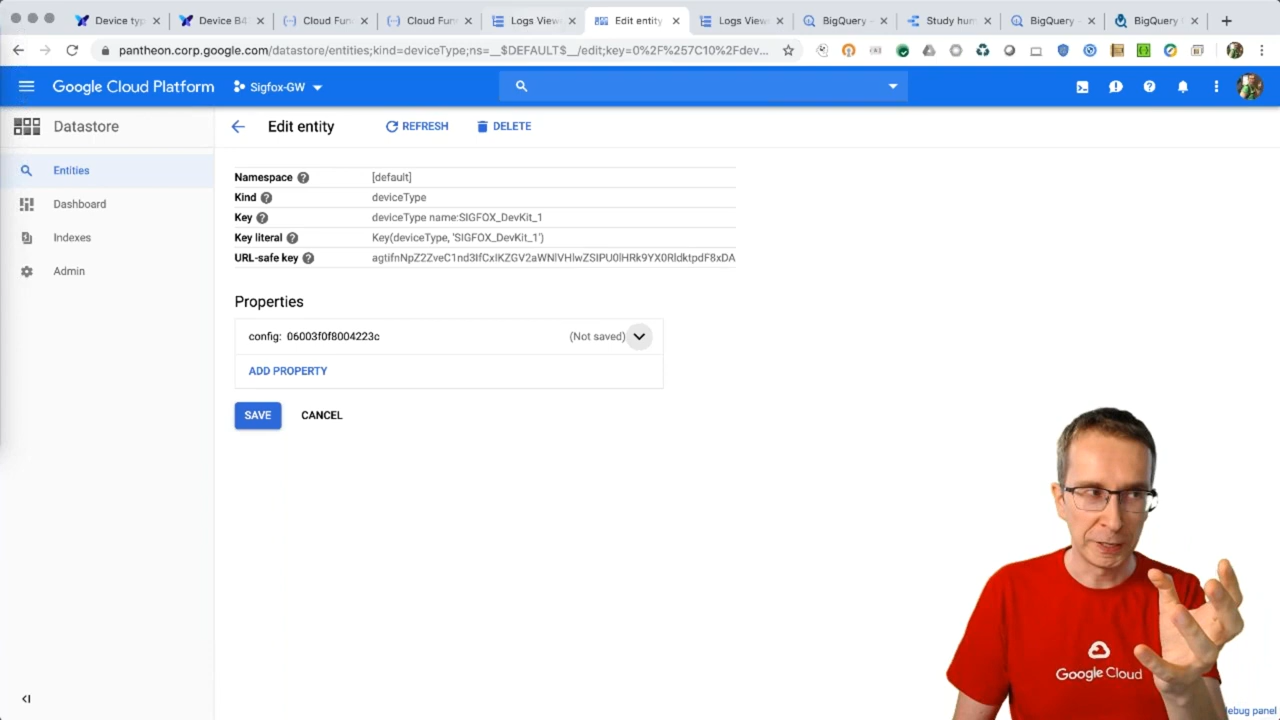 Device typ
Device B4
Cloud Fun
Cloud Fun
Logs View
Edit entity
Logs View
BigQuery -
Study hum
BigQuery -
BigQuery
pantheon.corp.google.com/datastore/entities;kind=deviceType;ns=__$DEFAULT$__/edit;key=0%2F%257C10%2Fdev...
Google Cloud Platform
Sigfox-GW
Datastore
Edit entity
REFRESH
DELETE
Entities
Dashboard
Indexes
Admin
Namespace
[default]
Kind
deviceType
Key
deviceType name:SIGFOX_DevKit_1
Key literal
Key(deviceType, 'SIGFOX_DevKit_1')
URL-safe key
Properties
config: 06003f0f8004223c
(Not saved)
ADD PROPERTY
SAVE
CANCEL
Google Cloud
ebug panel